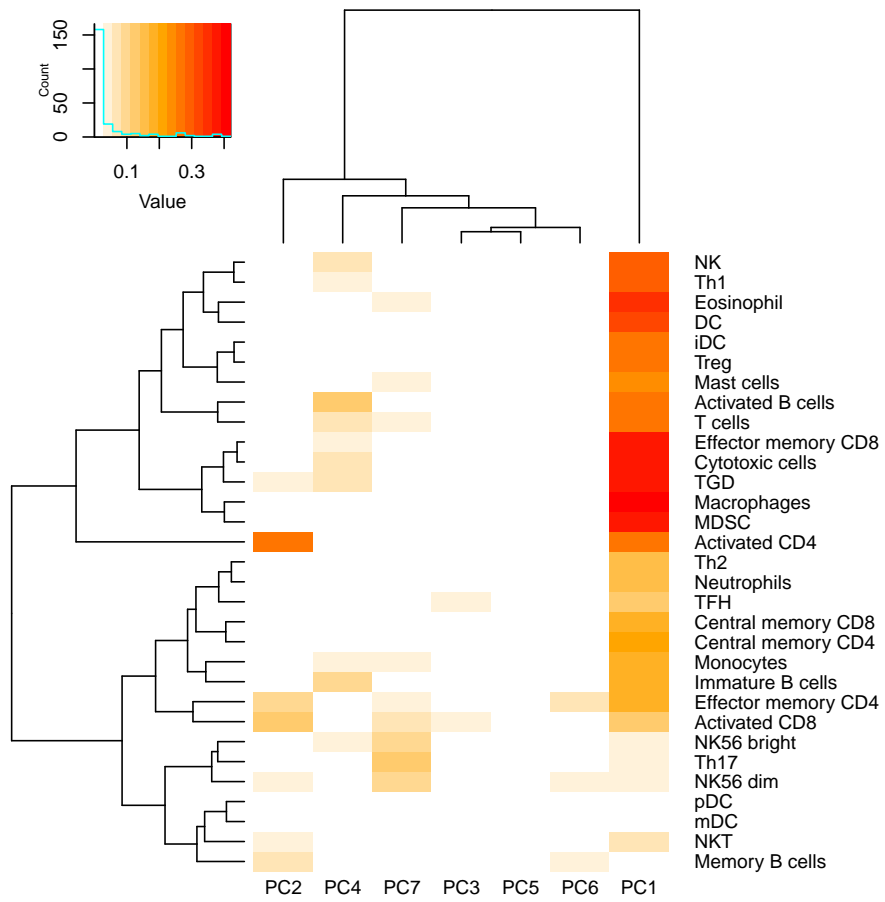 150
50
0
Count
0.1 0.3
Value
NK
Th1
Eosinophil
DC
iDC
Treg
Mast cells
Activated B cells
T cells
Effector memory CD8
Cytotoxic cells
TGD
Macrophages
MDSC
Activated CD4
Th2
Neutrophils
TFH
Central memory CD8
Central memory CD4
Monocytes
Immature B cells
Effector memory CD4
Activated CD8
NK56 bright
Th17
NK56 dim
pDC
mDC
NKT
Memory B cells
PC2 PC4 PC7 PC3 PC5 PC6 PC1